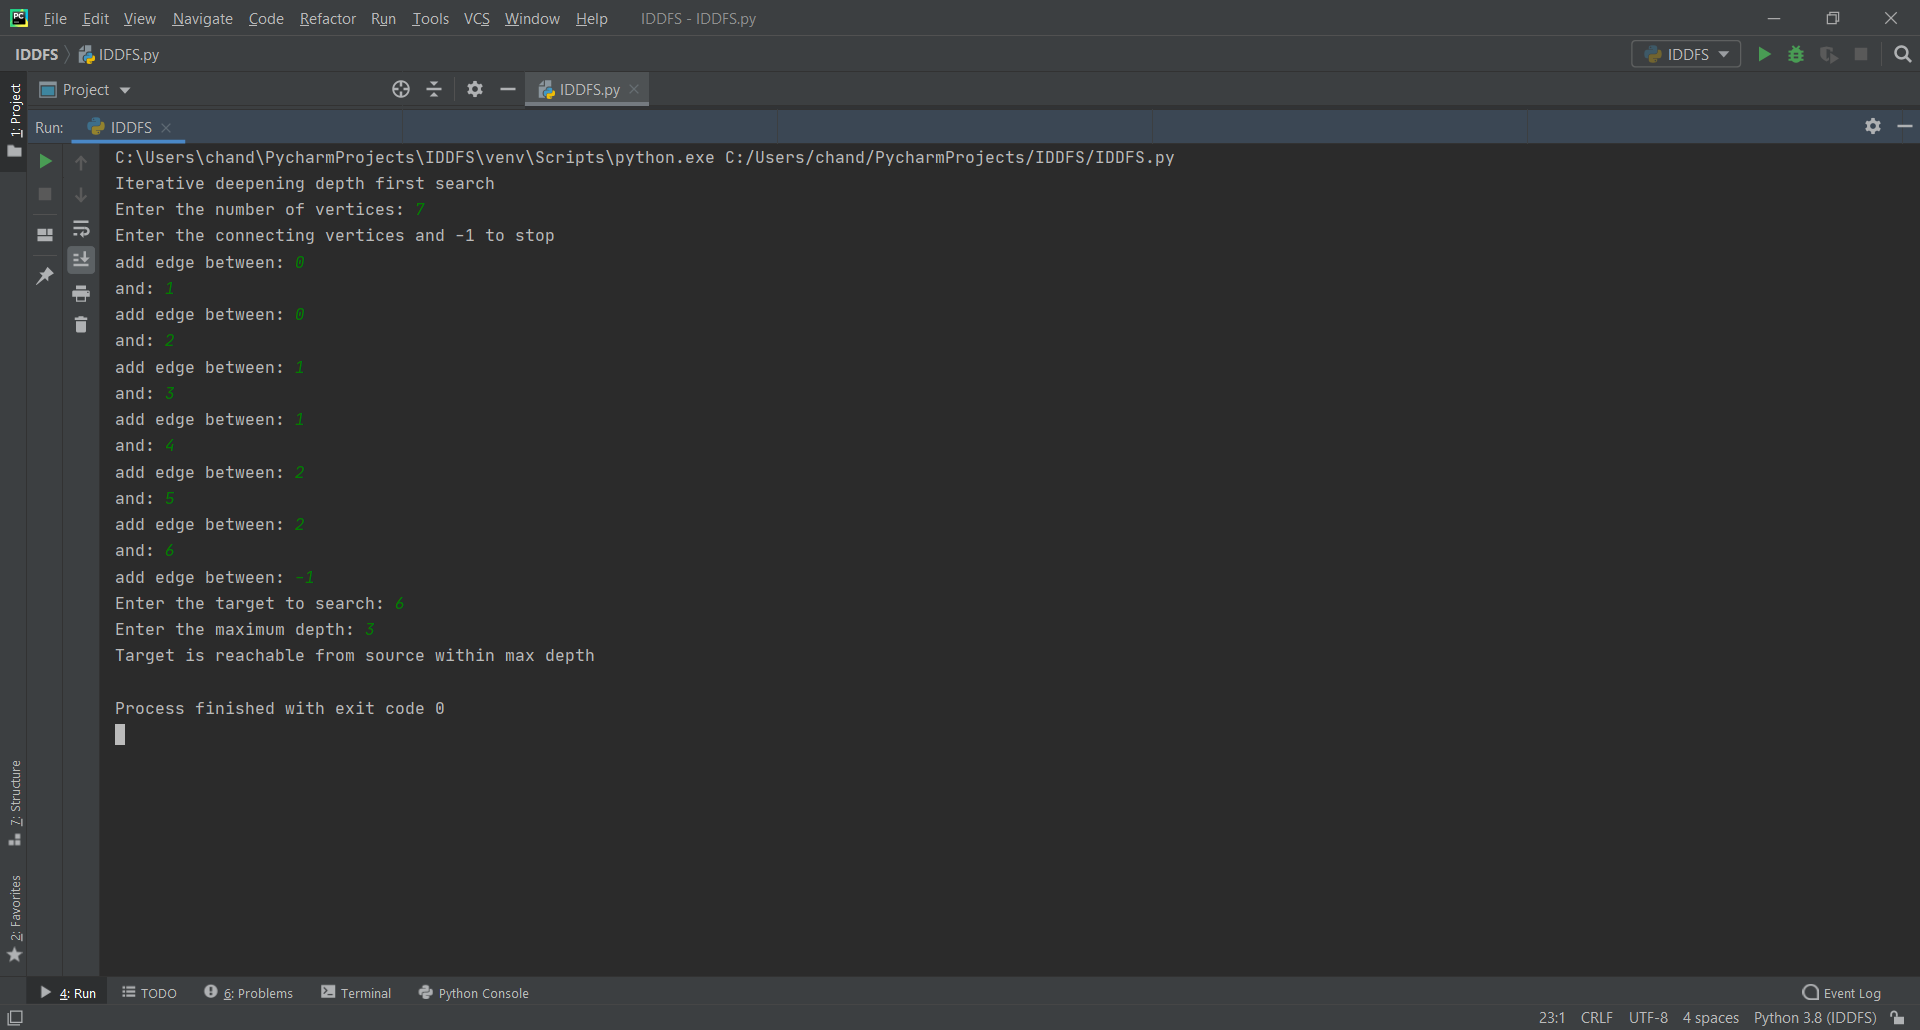 PC File Edit View Navigate Code Refactor Run Tools VCS Window Help IDDFS - IDDFS.py
IDDFS IDDFS.py IDDFS
Project IDDFS.py
1: Project
Run: IDDFS
C:\Users\chand\PycharmProjects\IDDFS\venv\Scripts\python.exe C:/Users/chand/PycharmProjects/IDDFS/IDDFS.py
Iterative deepening depth first search
Enter the number of vertices: 7
Enter the connecting vertices and -1 to stop
add edge between: 0
and: 1
add edge between: 0
and: 2
add edge between: 1
and: 3
add edge between: 1
and: 4
add edge between: 2
and: 5
add edge between: 2
and: 6
add edge between: -1
Enter the target to search: 6
Enter the maximum depth: 3
Target is reachable from source within max depth
Process finished with exit code 0
7: Structure
2: Favorites
4: Run TODO 6: Problems Terminal Python Console Event Log
23:1 CRLF UTF-8 4 spaces Python 3.8 (IDDFS)